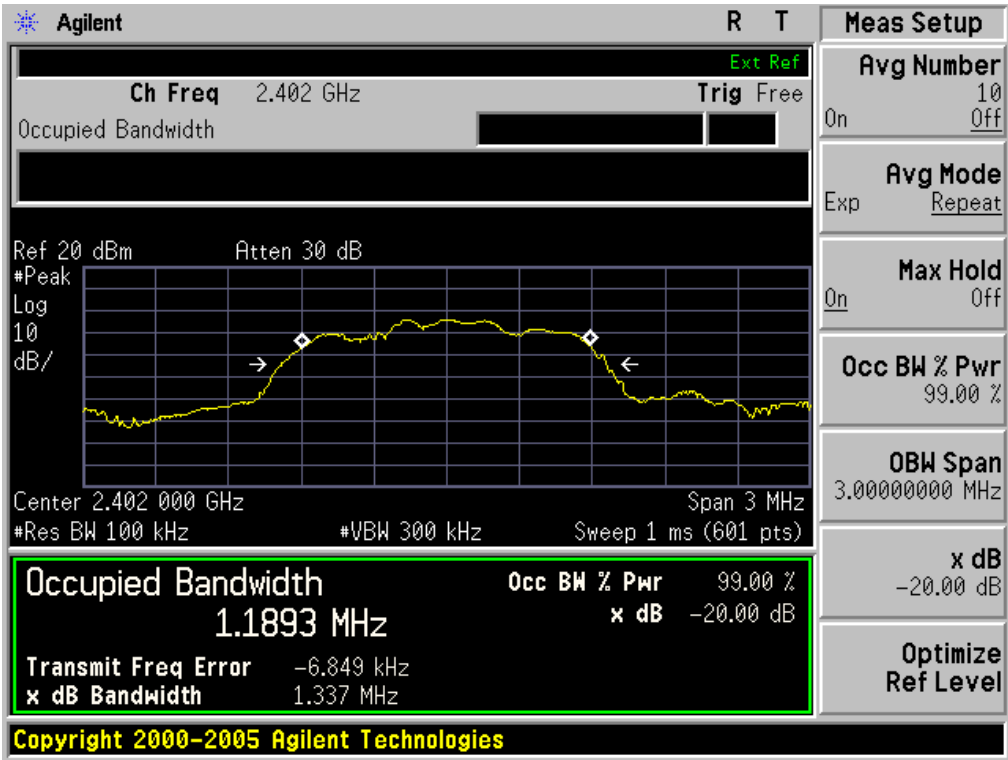 Agilent R T
Ext Ref
Ch Freq 2.402 GHz Trig Free
Occupied Bandwidth
Ref 20 dBm Atten 30 dB
#Peak
Log
10
dB/
Center 2.402 000 GHz Span 3 MHz
#Res BW 100 kHz #VBW 300 kHz Sweep 1 ms (601 pts)
Occupied Bandwidth Occ BW % Pwr 99.00 %
1.1893 MHz x dB -20.00 dB
Transmit Freq Error -6.849 kHz
x dB Bandwidth 1.337 MHz
Copyright 2000-2005 Agilent Technologies
Meas Setup
Avg Number
10
On Off
Avg Mode
Exp Repeat
Max Hold
On Off
Occ BW % Pwr
99.00 %
OBW Span
3.00000000 MHz
x dB
-20.00 dB
Optimize
Ref Level